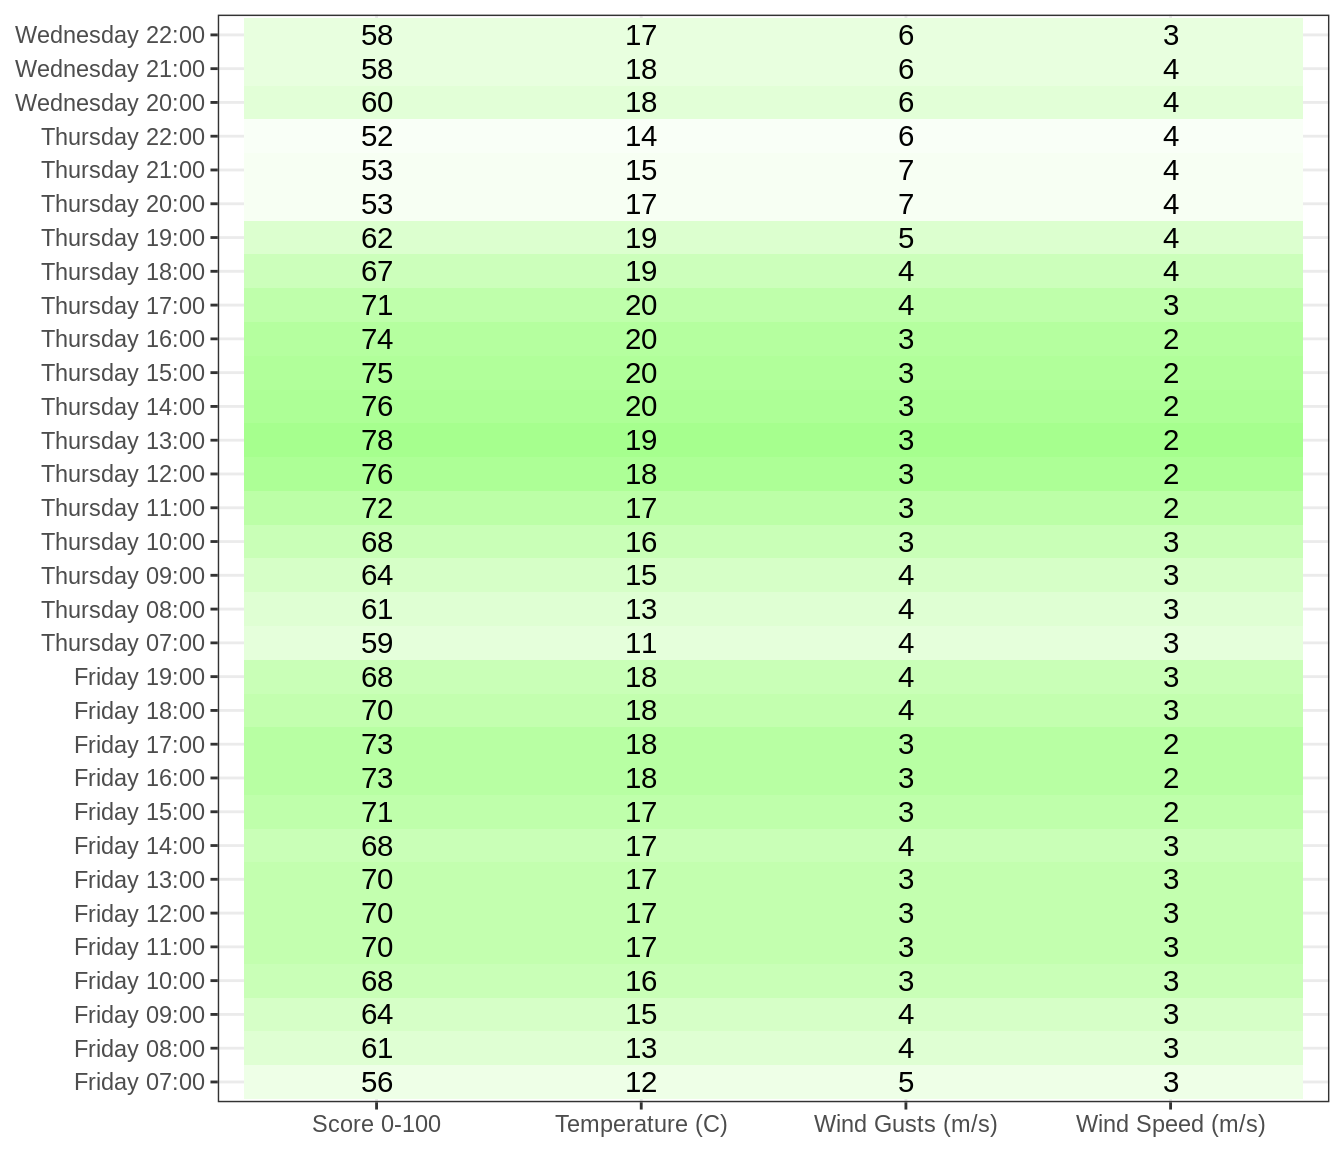 Wednesday 22:00 58 17 6 3
Wednesday 21:00 58 18 6 4
Wednesday 20:00 60 18 6 4
Thursday 22:00 52 14 6 4
Thursday 21:00 53 15 7 4
Thursday 20:00 53 17 7 4
Thursday 19:00 62 19 5 4
Thursday 18:00 67 19 4 4
Thursday 17:00 71 20 4 3
Thursday 16:00 74 20 3 2
Thursday 15:00 75 20 3 2
Thursday 14:00 76 20 3 2
Thursday 13:00 78 19 3 2
Thursday 12:00 76 18 3 2
Thursday 11:00 72 17 3 2
Thursday 10:00 68 16 3 3
Thursday 09:00 64 15 4 3
Thursday 08:00 61 13 4 3
Thursday 07:00 59 11 4 3
Friday 19:00 68 18 4 3
Friday 18:00 70 18 4 3
Friday 17:00 73 18 3 2
Friday 16:00 73 18 3 2
Friday 15:00 71 17 3 2
Friday 14:00 68 17 4 3
Friday 13:00 70 17 3 3
Friday 12:00 70 17 3 3
Friday 11:00 70 17 3 3
Friday 10:00 68 16 3 3
Friday 09:00 64 15 4 3
Friday 08:00 61 13 4 3
Friday 07:00 56 12 5 3
Score 0-100 Temperature (C) Wind Gusts (m/s) Wind Speed (m/s)